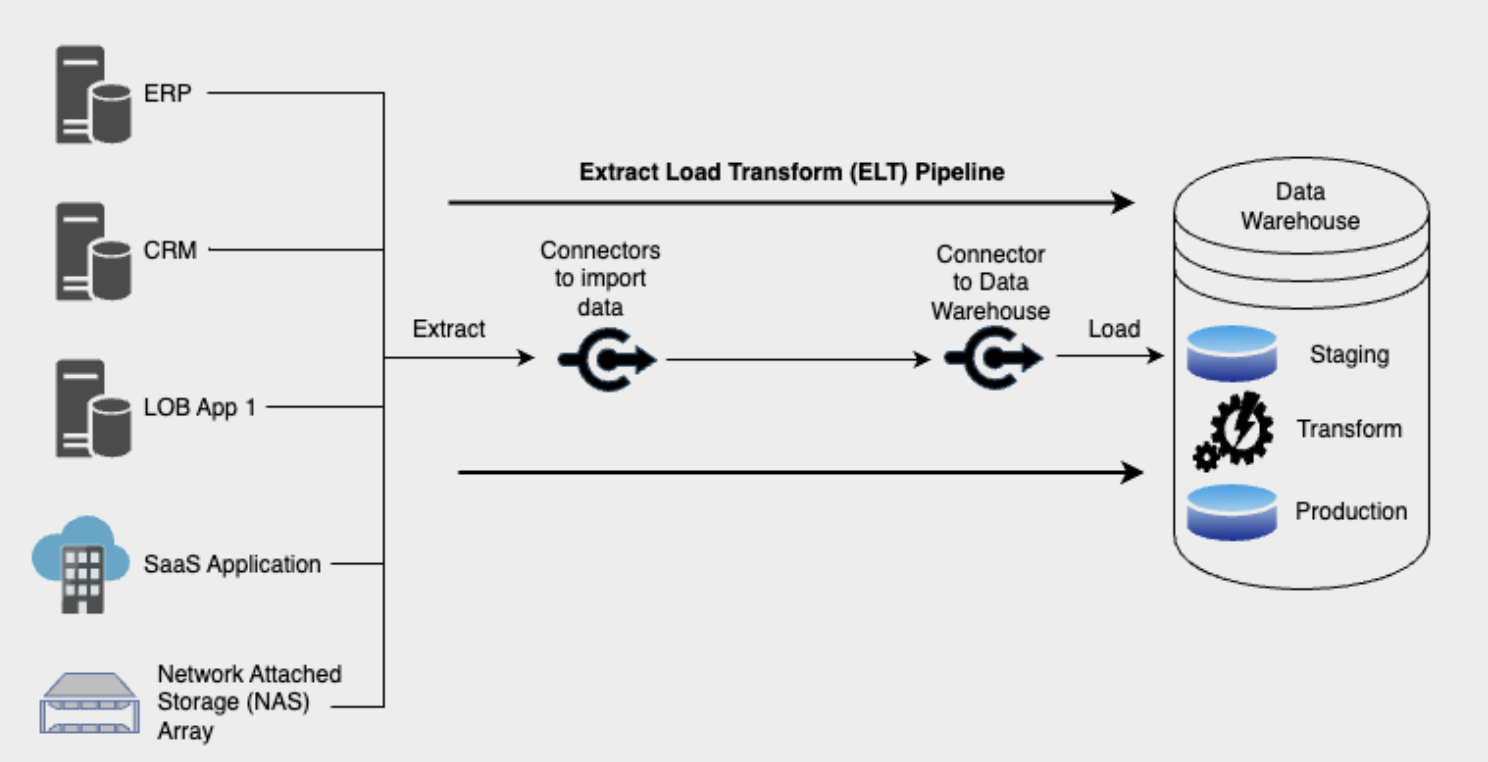 ERP
CRM
LOB App 1
SaaS Application
Network Attached
Storage (NAS)
Array
Extract Load Transform (ELT) Pipeline
Extract
Connectors
to import
data
Connector
to Data
Warehouse
Load
Data
Warehouse
Staging
Transform
Production